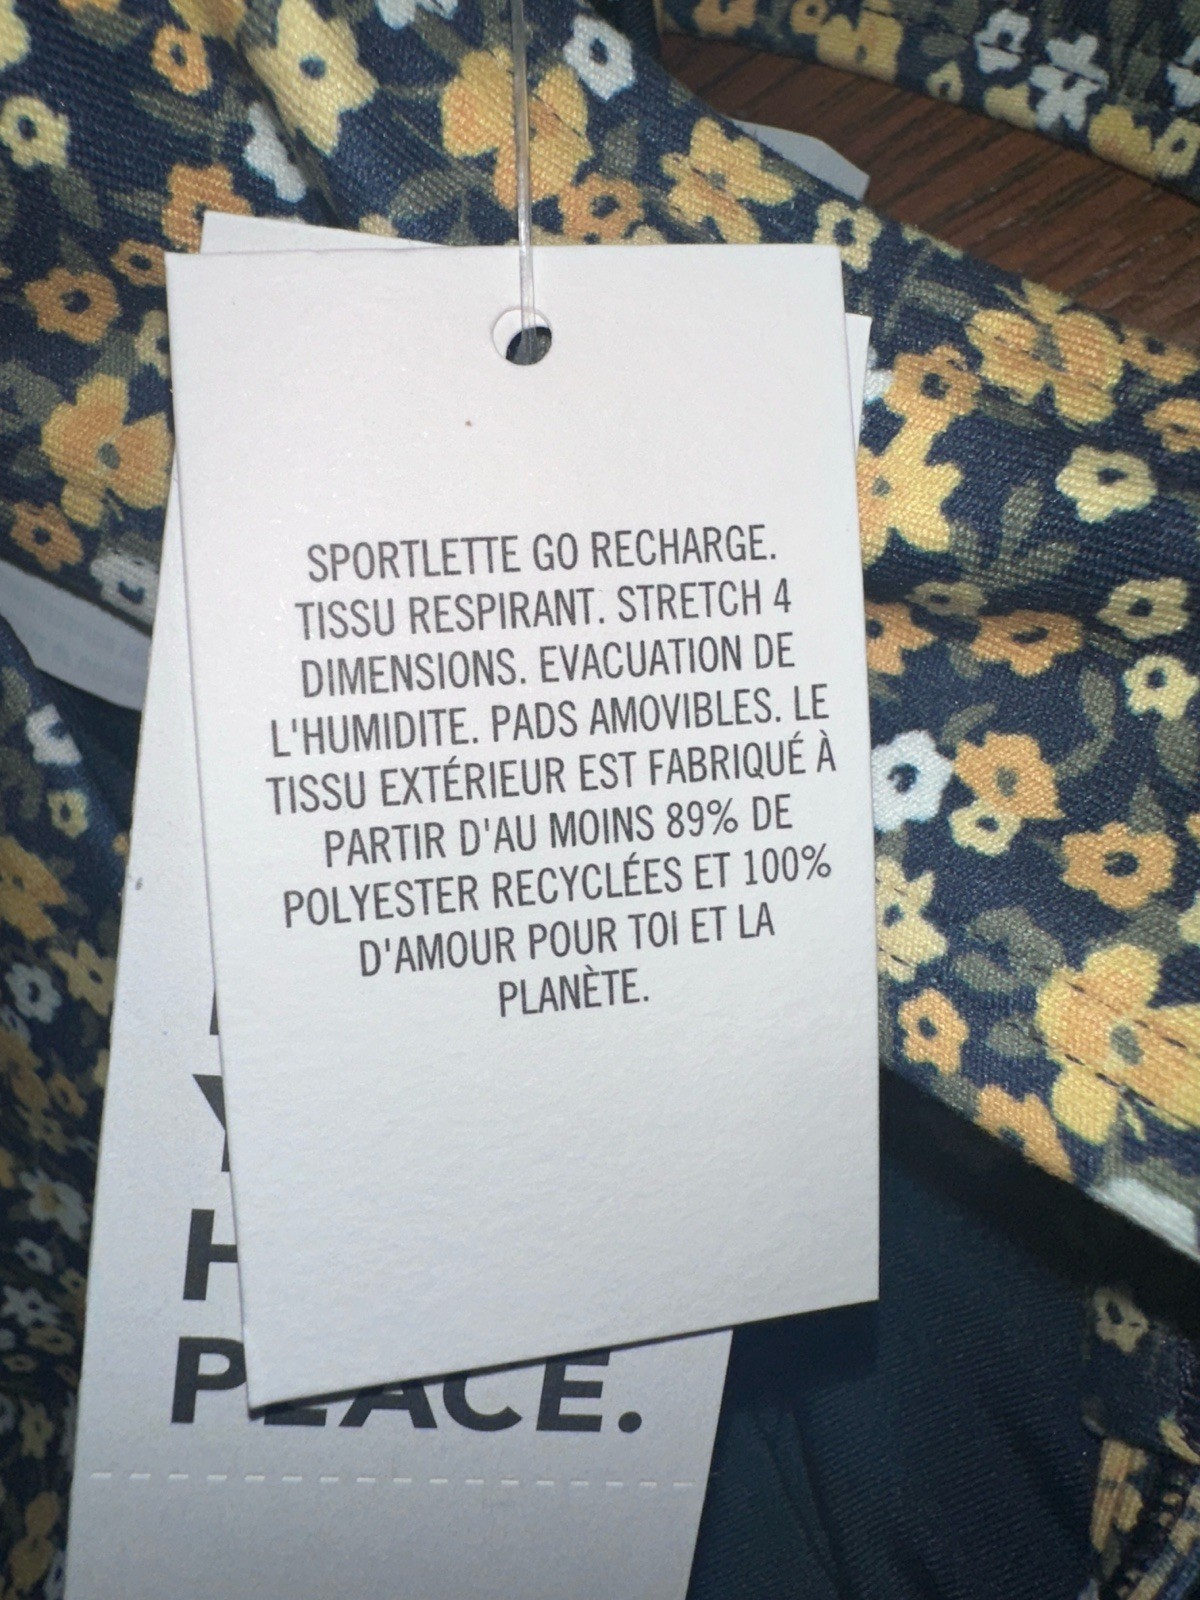 SPORTLETTE GO RECHARGE.
TISSU RESPIRANT. STRETCH 4
DIMENSIONS. EVACUATION DE
L'HUMIDITE. PADS AMOVIBLES. LE
TISSU EXTÉRIEUR EST FABRIQUÉ À
PARTIR D'AU MOINS 89% DE
POLYESTER RECYCLÉES ET 100%
D'AMOUR POUR TOI ET LA
PLANÈTE.
PLACE.